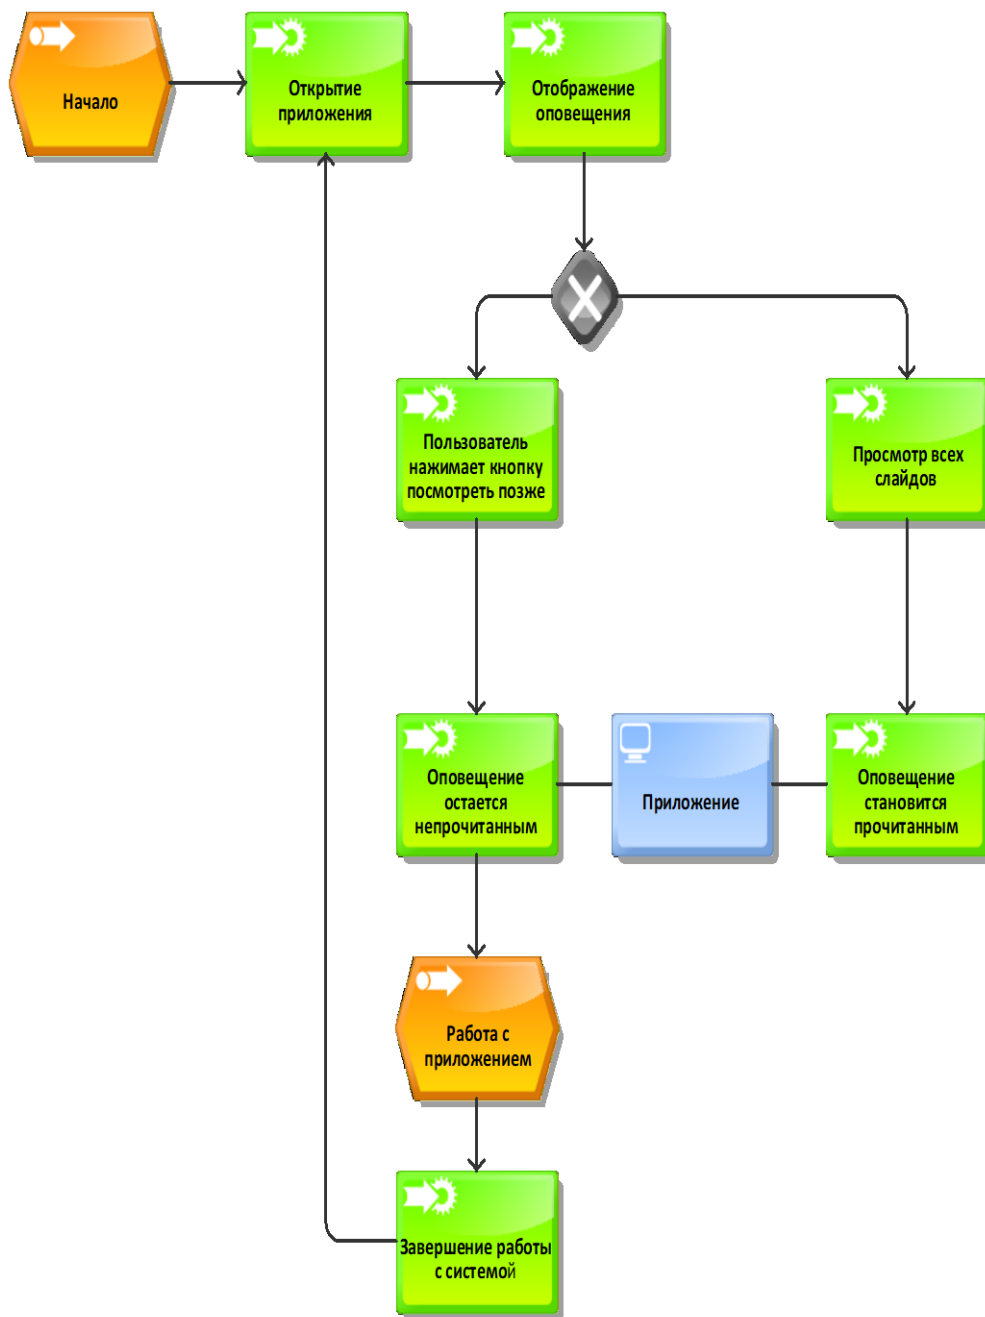 Начало
Открытие
приложения
Отображение
оповещения
Пользователь
нажимает кнопку
посмотреть позже
Просмотр всех
слайдов
Оповещение
остается
непрочитанным
Приложение
Оповещение
становится
прочитанным
Работа с
приложением
Завершение работы
с системой